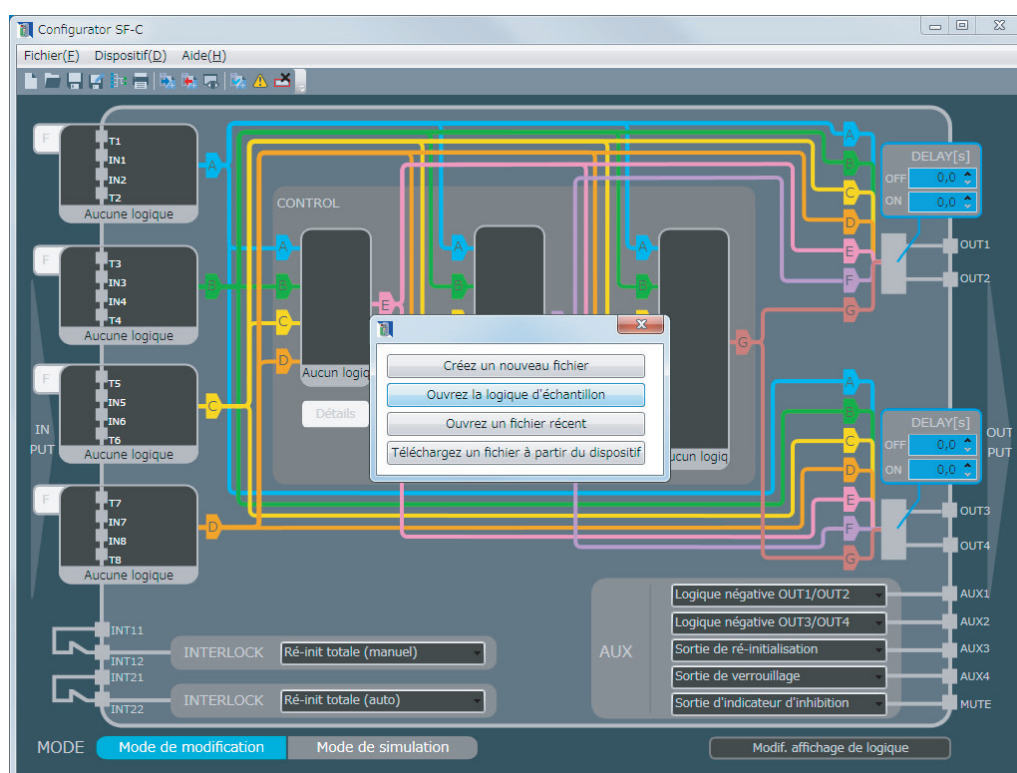 Configurator SF-C
Fichier(F) Dispositif(D) Aide(H)
F
T1
IN1
IN2
T2
Aucune logique
A
F
T3
IN3
IN4
T4
Aucune logique
B
F
T5
IN5
IN6
T6
Aucune logique
C
F
T7
IN7
IN8
T8
Aucune logique
D
IN
PUT
CONTROL
A
B
C
D
Aucun logiq
Détails
E
A
B
A
B
ucun logiq
G
Créez un nouveau fichier
Ouvrez la logique d'échantillon
Ouvrez un fichier récent
Téléchargez un fichier à partir du dispositif
A
B
C
D
E
F
G
DELAY[s]
OFF 0,0
ON 0,0
OUT1
OUT2
A
B
C
D
E
F
G
DELAY[s]
OFF 0,0
ON 0,0
OUT
PUT
OUT3
OUT4
INT11
INT12
INT21
INT22
INTERLOCK Ré-init totale (manuel)
INTERLOCK Ré-init totale (auto)
AUX
Logique négative OUT1/OUT2 AUX1
Logique négative OUT3/OUT4 AUX2
Sortie de ré-initialisation AUX3
Sortie de verrouillage AUX4
Sortie d'indicateur d'inhibition MUTE
MODE Mode de modification Mode de simulation
Modif. affichage de logique